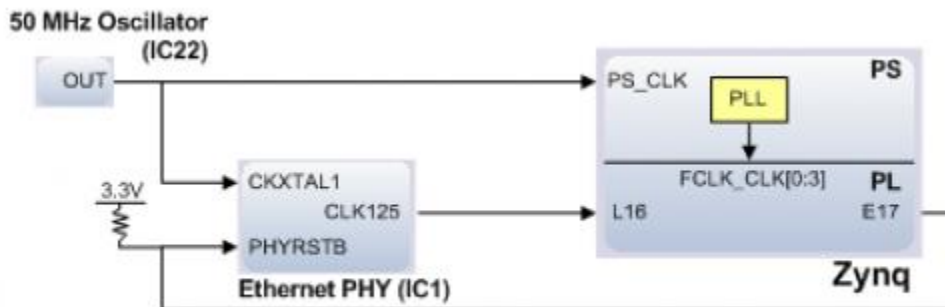 50 MHz Oscillator
(IC22)
OUT
PS_CLK
PS
PLL
FCLK_CLK[0:3]
PL
L16
E17
Zynq
3.3V
CKXTAL1
CLK125
PHYRSTB
Ethernet PHY (IC1)